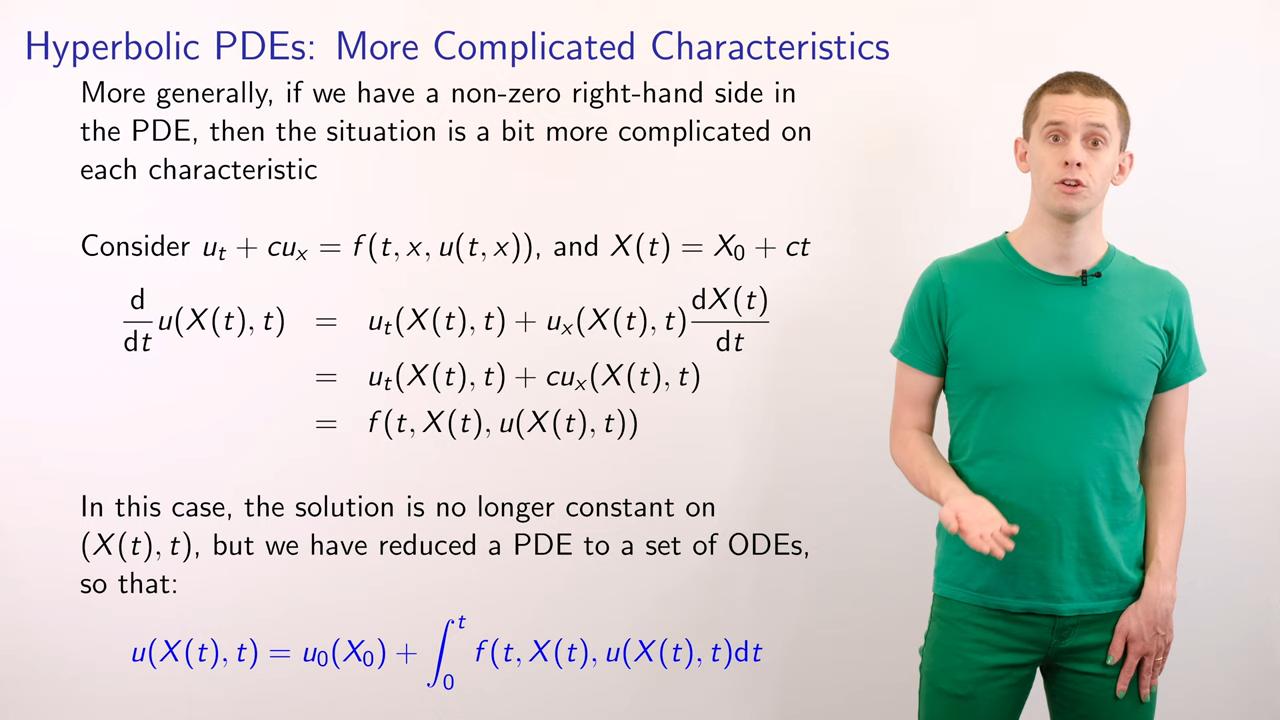 Hyperbolic PDEs: More Complicated Characteristics
More generally, if we have a non-zero right-hand side in
the PDE, then the situation is a bit more complicated on
each characteristic
Consider u_t + cu_x = f(t, x, u(t, x)), and X(t) = X_0 + ct
\frac{d}{dt}u(X(t), t) = u_t(X(t), t) + u_x(X(t), t)\frac{dX(t)}{dt}
= u_t(X(t), t) + cu_x(X(t), t)
= f(t, X(t), u(X(t), t))
In this case, the solution is no longer constant on
(X(t), t), but we have reduced a PDE to a set of ODEs,
so that:
u(X(t), t) = u_0(X_0) + \int_0^t f(t, X(t), u(X(t), t)dt